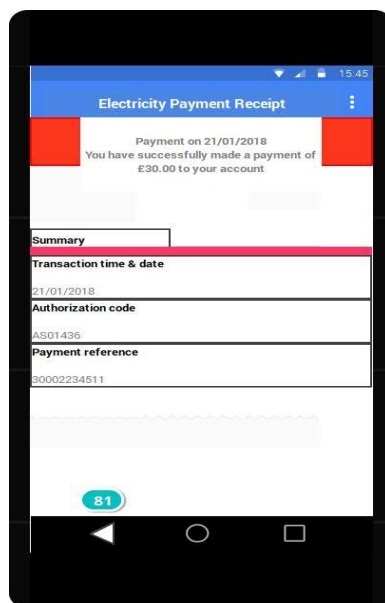 15:45
Electricity Payment Receipt
Payment on 21/01/2018
You have successfully made a payment of
£30.00 to your account
Summary
Transaction time & date
21/01/2018
Authorization code
AS01436
Payment reference
30002234511
81